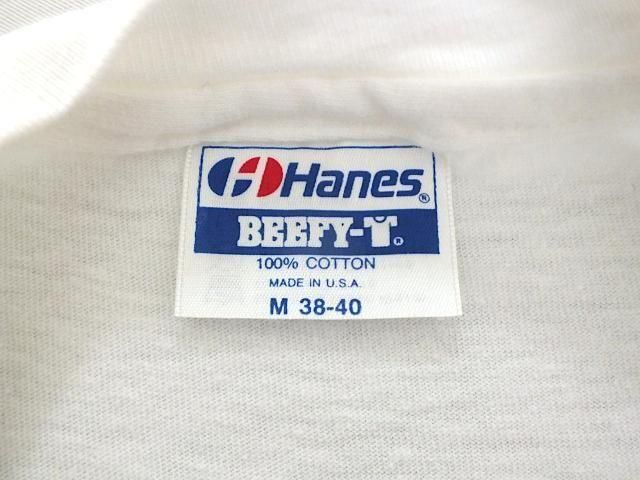 Hanes®
BEEFY-T®
100% COTTON
MADE IN U.S.A.
M 38-40